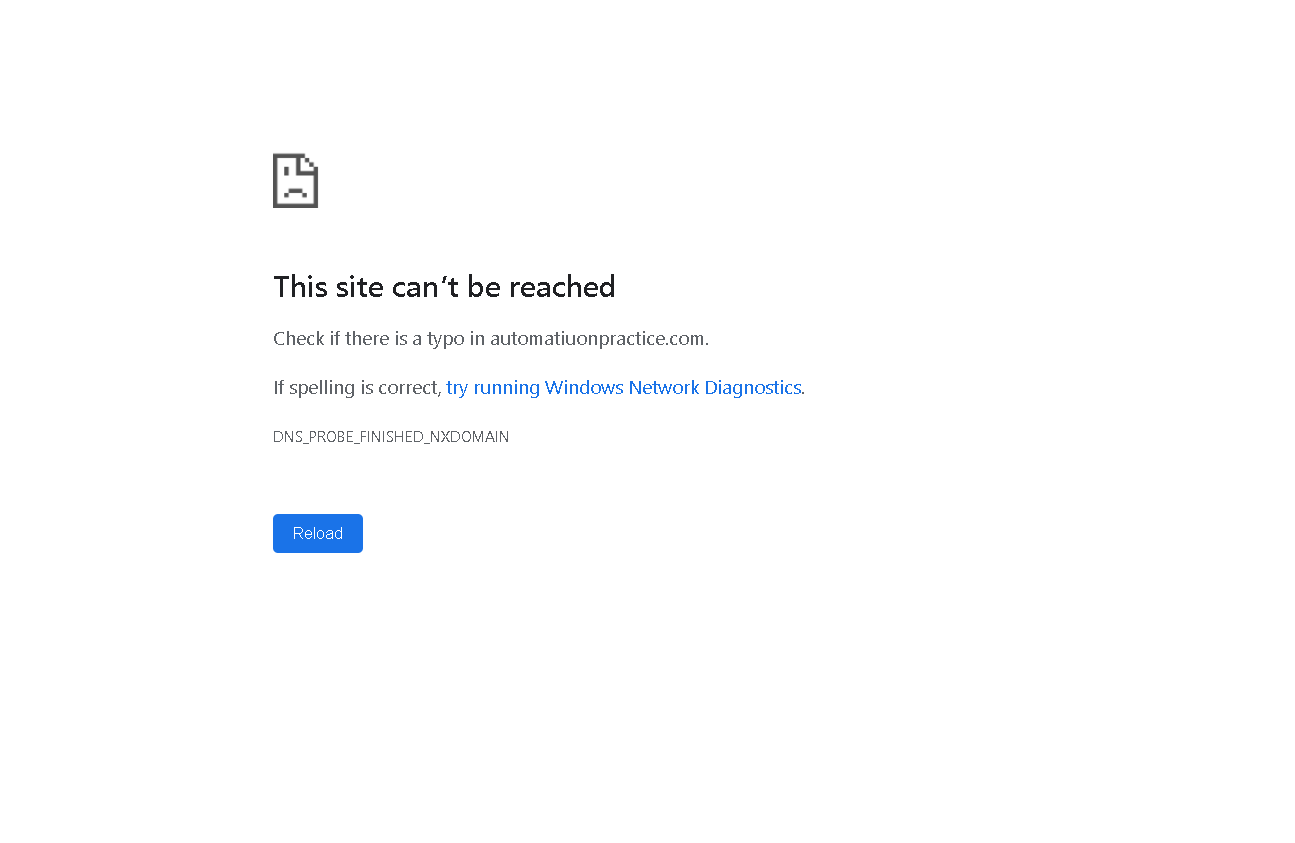 This site can’t be reached
Check if there is a typo in automatiuonpractice.com.
If spelling is correct, try running Windows Network Diagnostics.
DNS_PROBE_FINISHED_NXDOMAIN
Reload